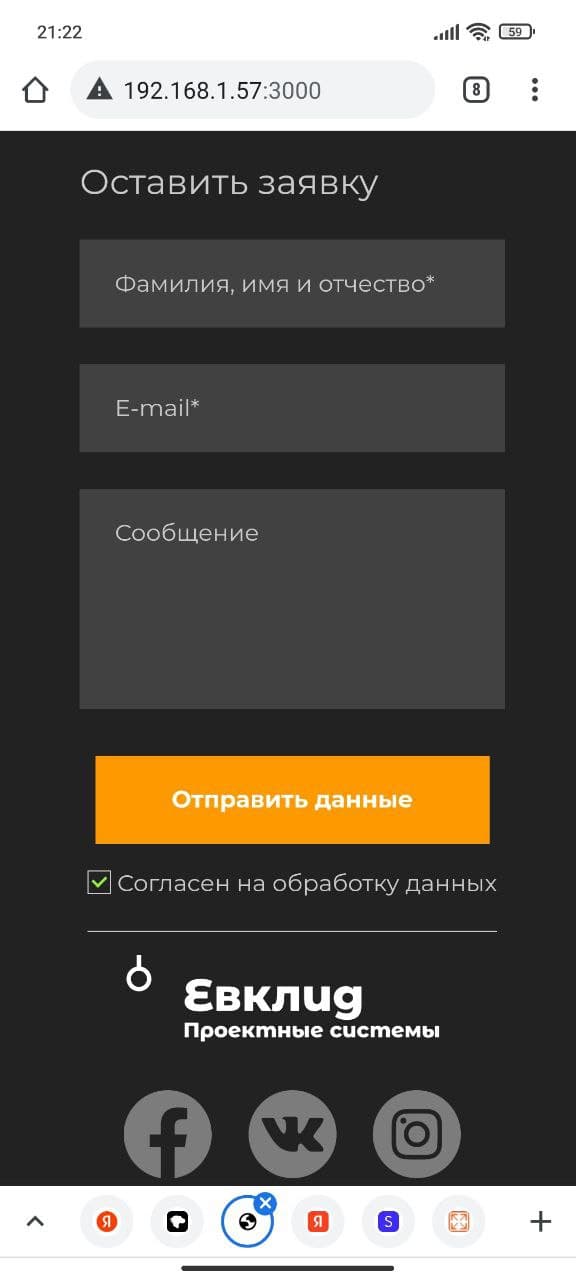 21:22
59
192.168.1.57:3000
8
Оставить заявку
Фамилия, имя и отчество*
E-mail*
Сообщение
Отправить данные
Согласен на обработку данных
Евклид
Проектные системы
Я
Я
S